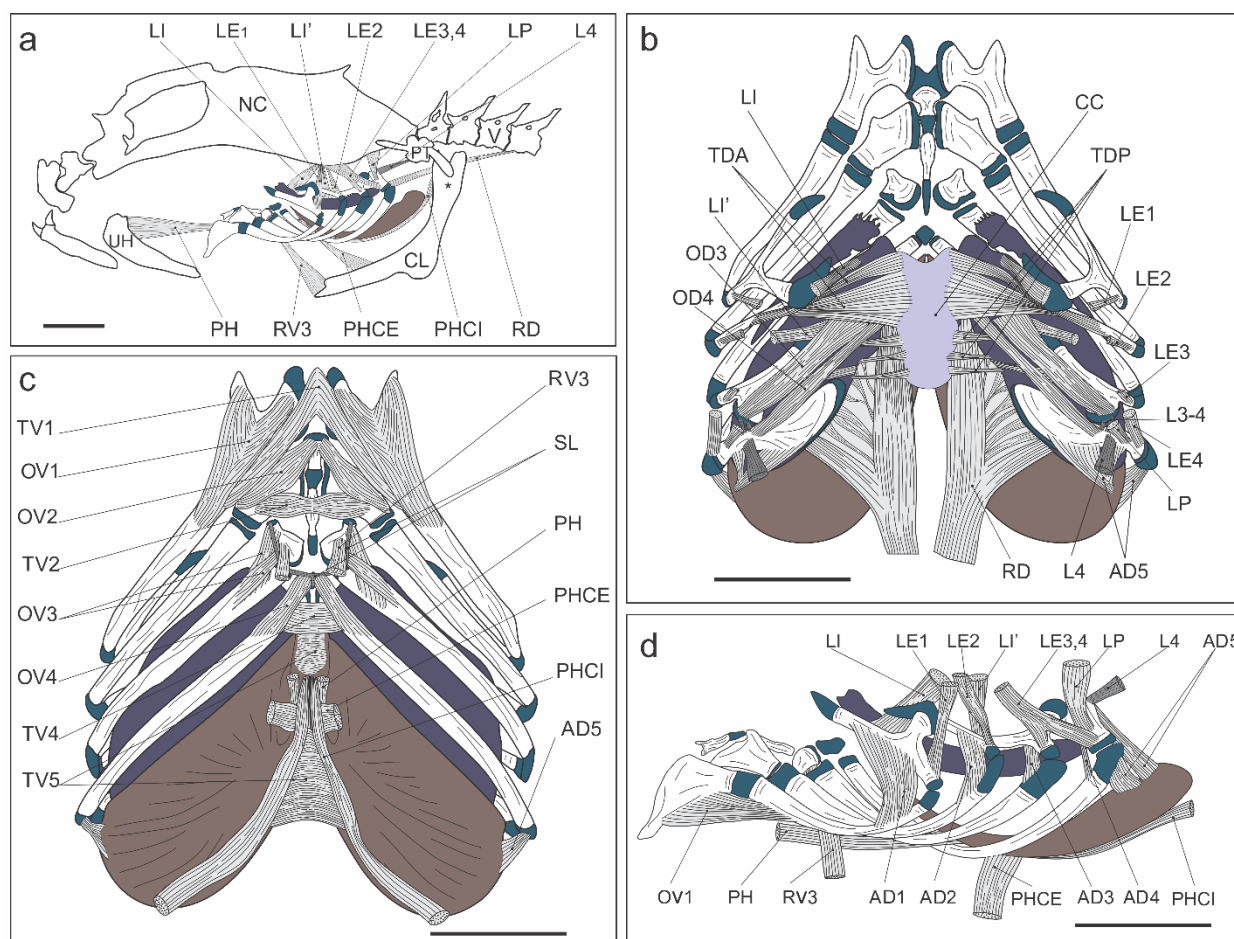 a
LI LE1 LI' LE2 LE3,4 LP L4
NC
PT
V
*
UH
CL
PH RV3 PHCE PHCI RD
b
LI
CC
TDA
TDP
LI'
LE1
OD3
LE2
OD4
LE3
L3-4
LE4
LP
RD L4 AD5
c
RV3
TV1
SL
OV1
OV2
PH
TV2
PHCE
OV3
PHCI
OV4
AD5
TV4
TV5
d
LI LE1 LE2 LI' LE3,4 LP L4 AD5
OV1 PH RV3 AD1 AD2 PHCE AD3 AD4 PHCI